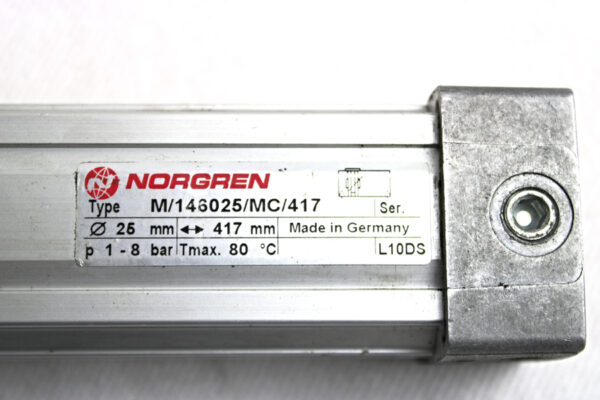 NORGREN
Type M/146025/MC/417 Ser.
Ø 25 mm ↔ 417 mm Made in Germany
p 1 - 8 bar Tmax. 80 °C L10DS